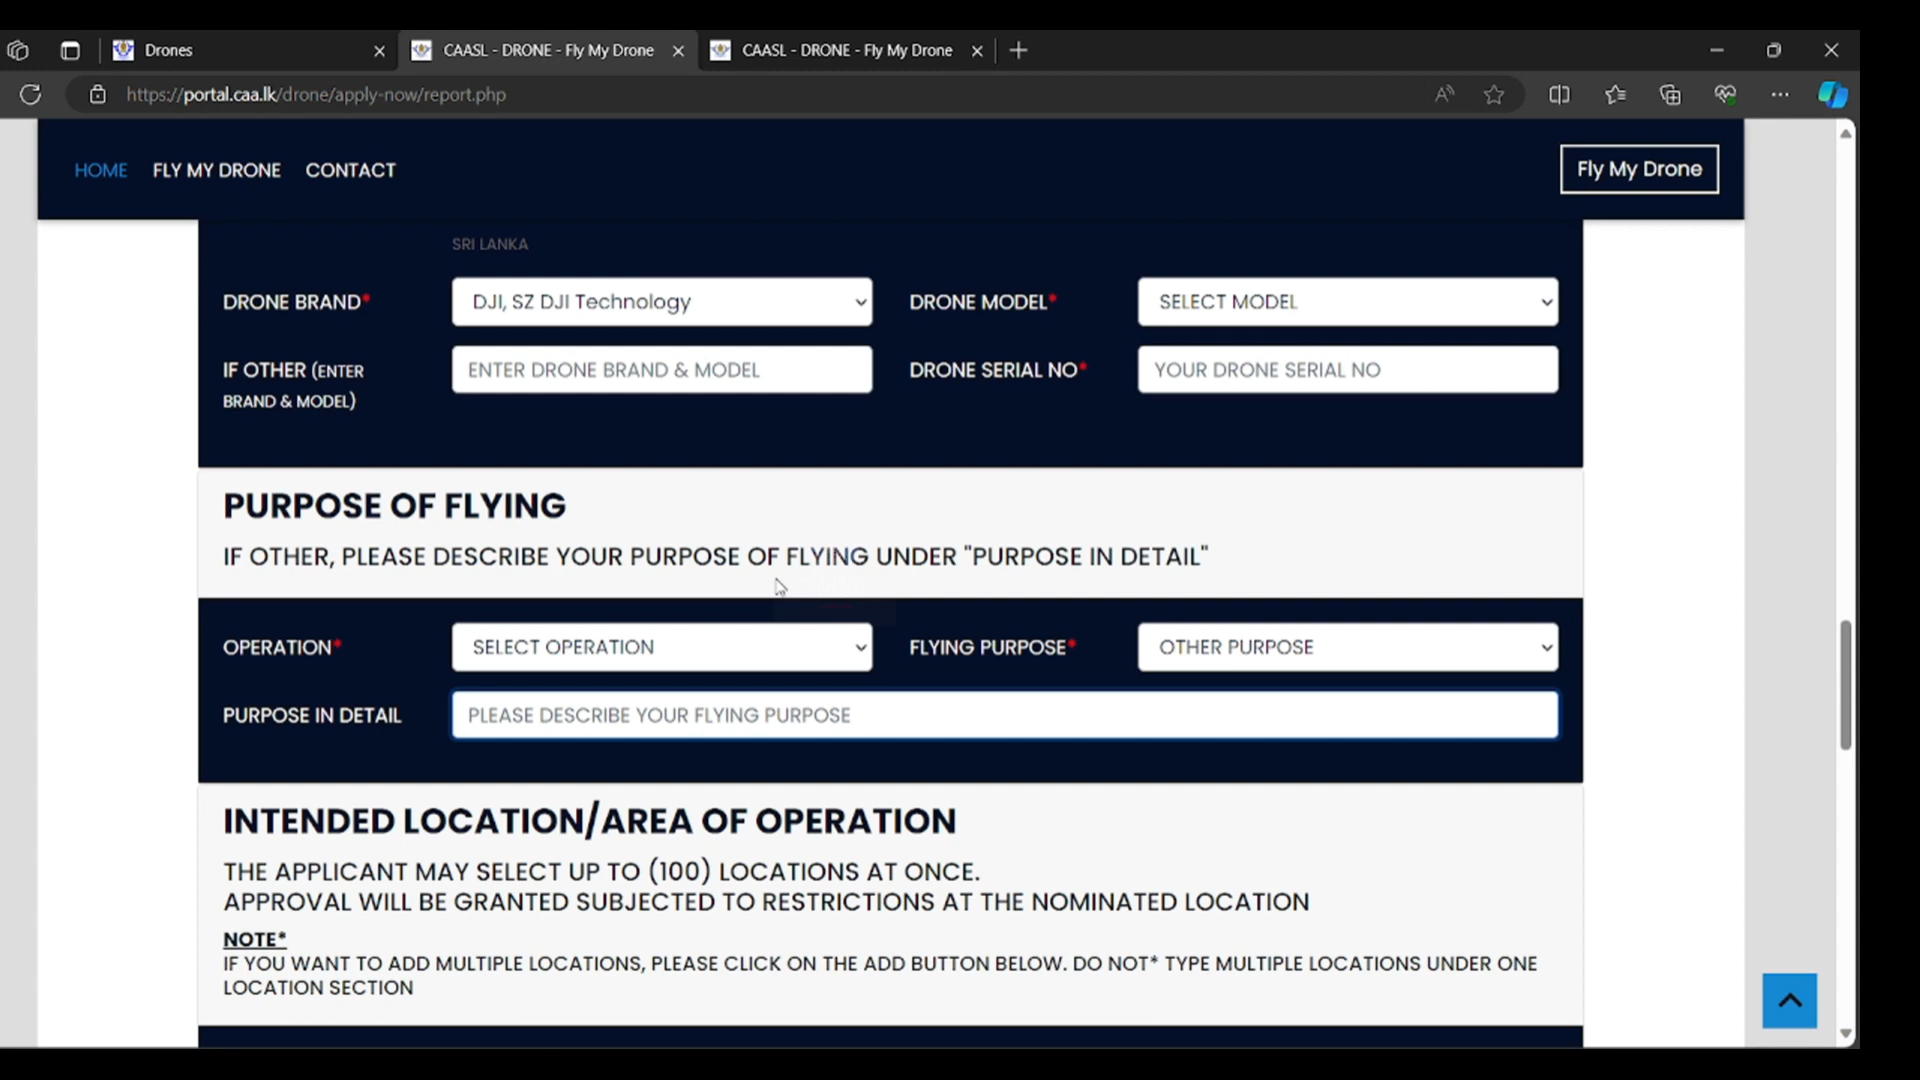 Drones
CAASL - DRONE - Fly My Drone
CAASL - DRONE - Fly My Drone
https://portal.caa.lk/drone/apply-now/report.php
HOME FLY MY DRONE CONTACT
Fly My Drone
SRI LANKA
DRONE BRAND*
DJI, SZ DJI Technology
DRONE MODEL*
SELECT MODEL
IF OTHER (ENTER
BRAND & MODEL)
ENTER DRONE BRAND & MODEL
DRONE SERIAL NO*
YOUR DRONE SERIAL NO
PURPOSE OF FLYING
IF OTHER, PLEASE DESCRIBE YOUR PURPOSE OF FLYING UNDER "PURPOSE IN DETAIL"
OPERATION*
SELECT OPERATION
FLYING PURPOSE*
OTHER PURPOSE
PURPOSE IN DETAIL
PLEASE DESCRIBE YOUR FLYING PURPOSE
INTENDED LOCATION/AREA OF OPERATION
THE APPLICANT MAY SELECT UP TO (100) LOCATIONS AT ONCE.
APPROVAL WILL BE GRANTED SUBJECTED TO RESTRICTIONS AT THE NOMINATED LOCATION
NOTE*
IF YOU WANT TO ADD MULTIPLE LOCATIONS, PLEASE CLICK ON THE ADD BUTTON BELOW. DO NOT* TYPE MULTIPLE LOCATIONS UNDER ONE
LOCATION SECTION